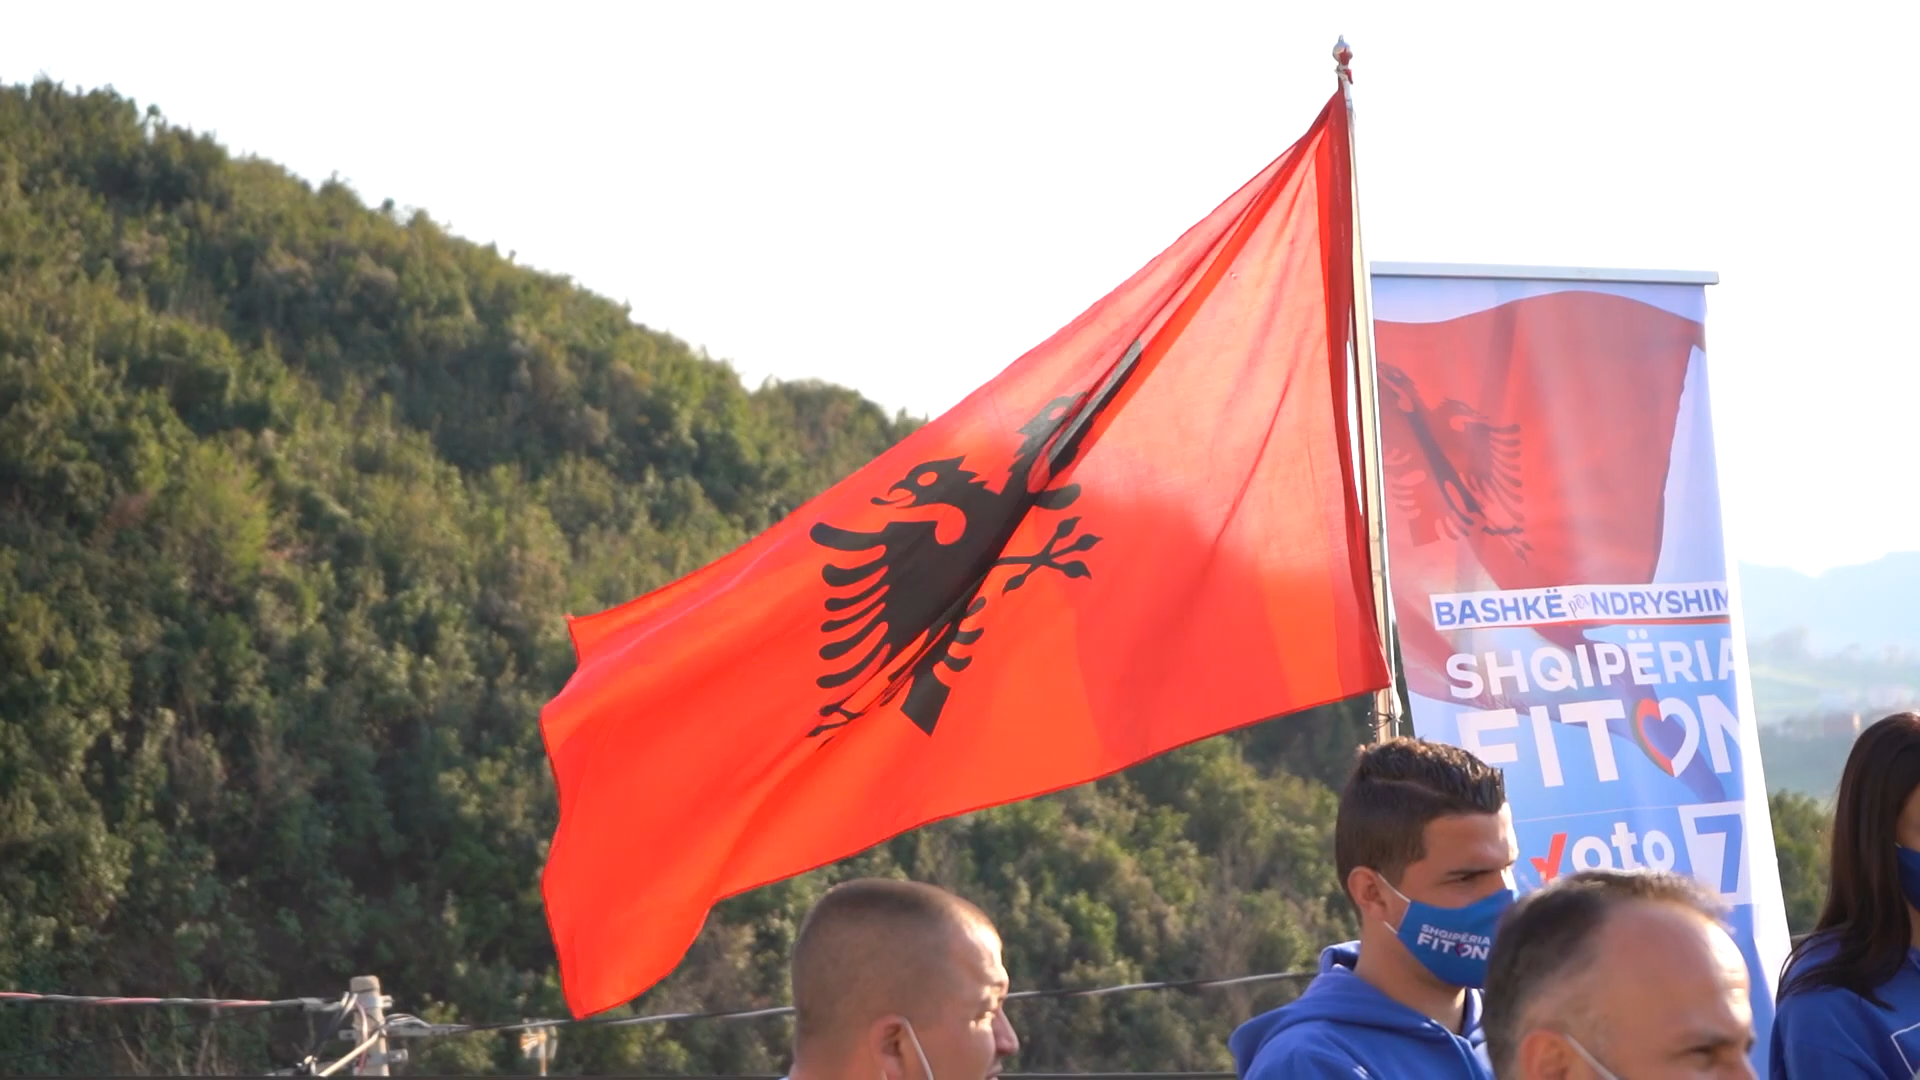 BASHKË për NDRYSHIM
SHQIPËRIA
FITON
Voto 7
SHQIPËRIA
FITON